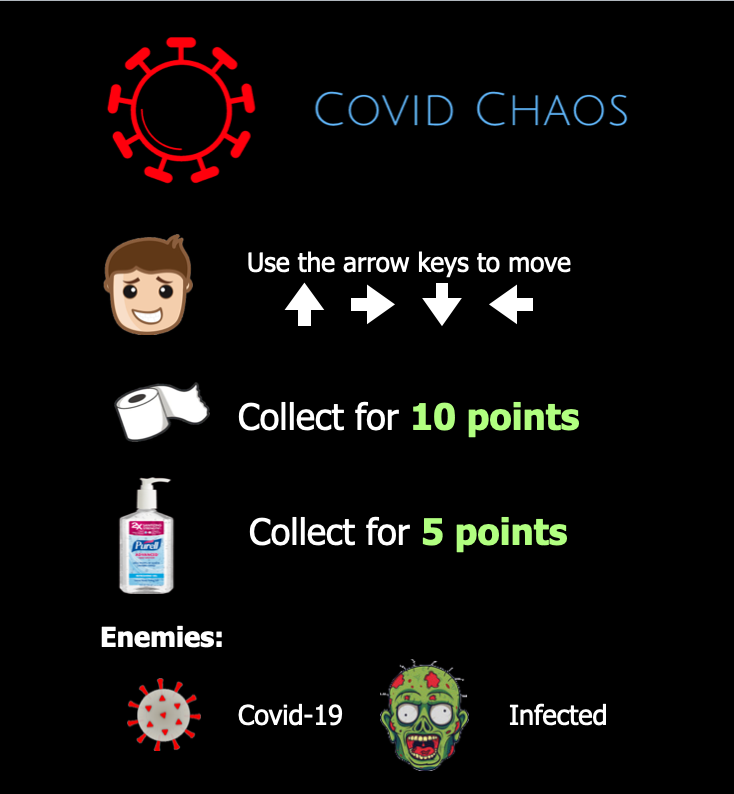 Covid Chaos
Use the arrow keys to move
Collect for 10 points
2X
Purell
Collect for 5 points
Enemies:
Covid-19
Infected